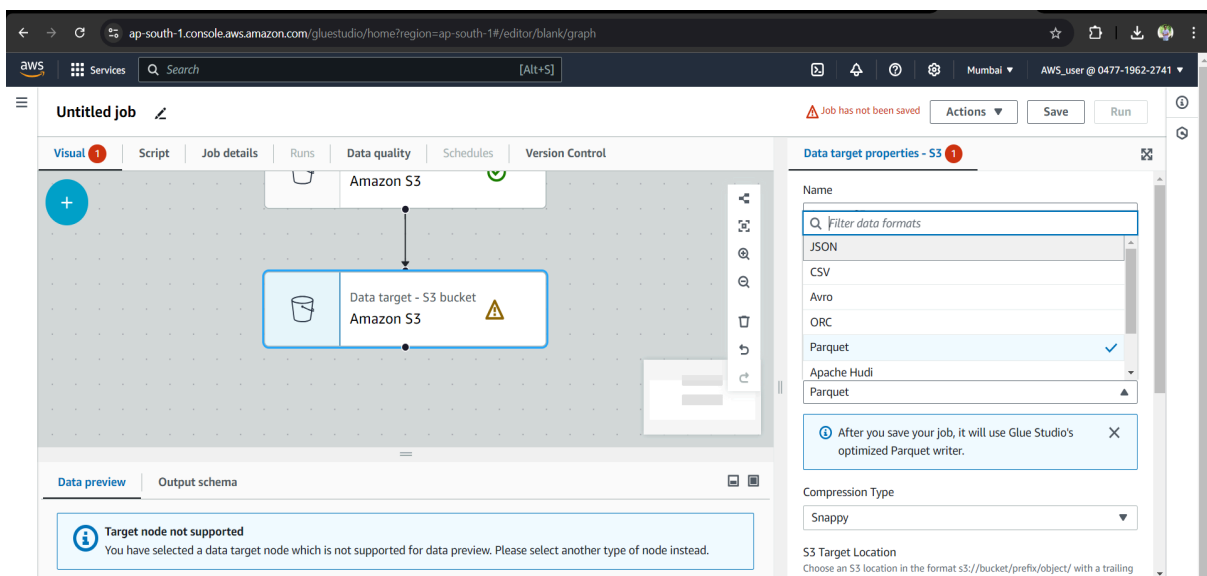 ap-south-1.console.aws.amazon.com/gluestudio/home?region=ap-south-1#/editor/blank/graph
aws Services Search [Alt+S] Mumbai AWS_user @ 0477-1962-2741
Untitled job Job has not been saved Actions Save Run
Visual 1 Script Job details Runs Data quality Schedules Version Control
Data target properties - S3 1
Amazon S3
Data target - S3 bucket
Amazon S3
Name
Filter data formats
JSON
CSV
Avro
ORC
Parquet
Apache Hudi
Parquet
After you save your job, it will use Glue Studio's
optimized Parquet writer.
Compression Type
Snappy
S3 Target Location
Choose an S3 location in the format s3://bucket/prefix/object/ with a trailing
Data preview Output schema
Target node not supported
You have selected a data target node which is not supported for data preview. Please select another type of node instead.